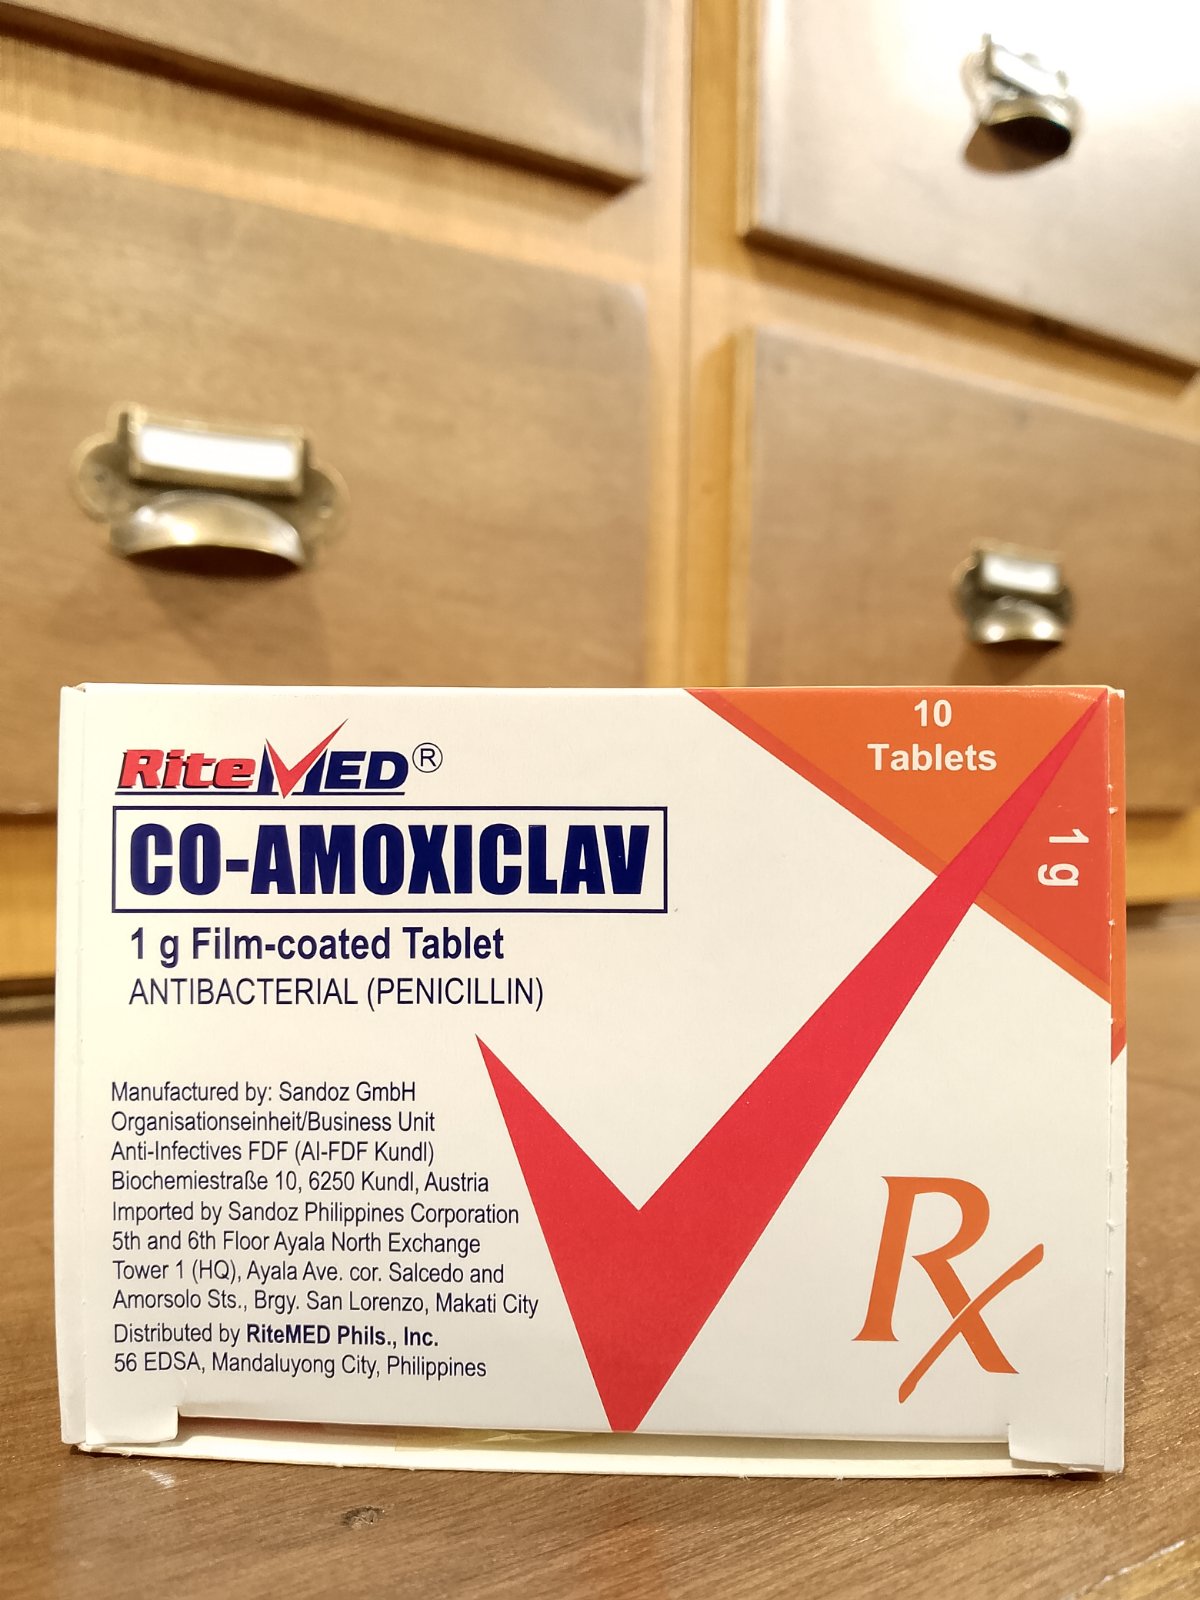 RiteMED®
CO-AMOXICLAV
1 g Film-coated Tablet
ANTIBACTERIAL (PENICILLIN)
10
Tablets
1 g
Manufactured by: Sandoz GmbH
Organisationseinheit/Business Unit
Anti-Infectives FDF (AI-FDF Kundl)
Biochemiestraße 10, 6250 Kundl, Austria
Imported by Sandoz Philippines Corporation
5th and 6th Floor Ayala North Exchange
Tower 1 (HQ), Ayala Ave. cor. Salcedo and
Amorsolo Sts., Brgy. San Lorenzo, Makati City
Distributed by RiteMED Phils., Inc.
56 EDSA, Mandaluyong City, Philippines
Rx